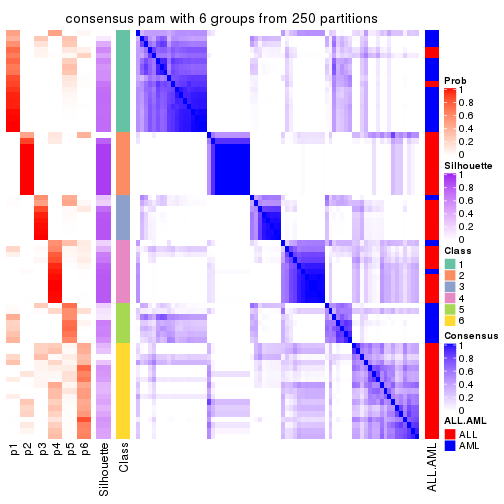 consensus pam with 6 groups from 250 partitions
Prob
1
0.8
0.6
0.4
0.2
0
Silhouette
1
0.8
0.6
0.4
0.2
0
Class
1
2
3
4
5
6
Consensus
1
0.8
0.6
0.4
0.2
0
ALL.AML
ALL
AML
p1
p2
p3
p4
p5
p6
Silhouette
Class
ALL.AML